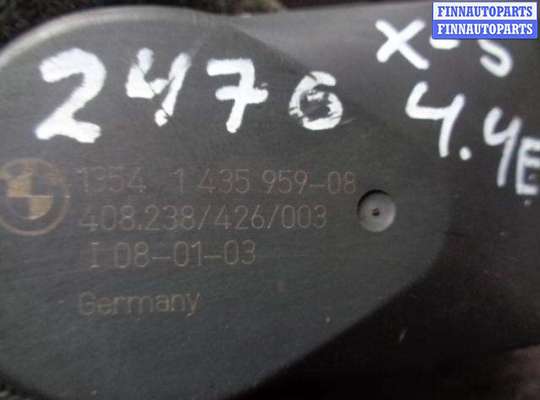 FINNAUTOPARTS
FINNAUTOPARTS
2476
X-5
4.4E
1354 1 435 959-08
408.238/426/003
I 08-01-03
Germany